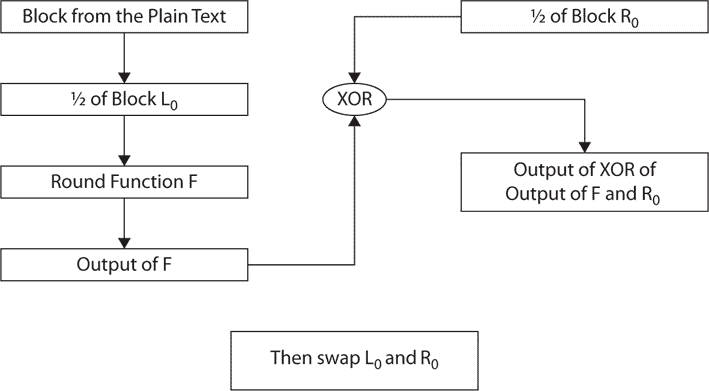 Block from the Plain Text
½ of Block R₀
½ of Block L₀
XOR
Round Function F
Output of XOR of
Output of F and R₀
Output of F
Then swap L₀ and R₀